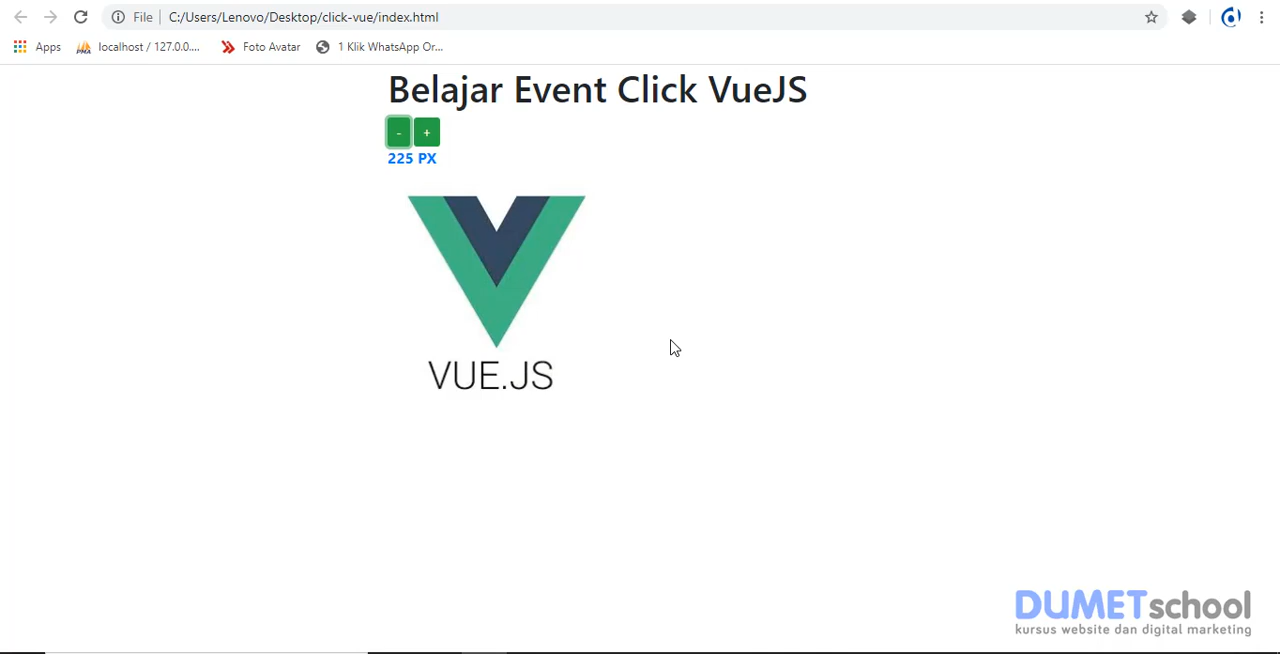 File C:/Users/Lenovo/Desktop/click-vue/index.html
Apps localhost / 127.0.0.... Foto Avatar 1 Klik WhatsApp Or...
Belajar Event Click VueJS
- +
225 PX
VUE.JS
DUMETschool
kursus website dan digital marketing